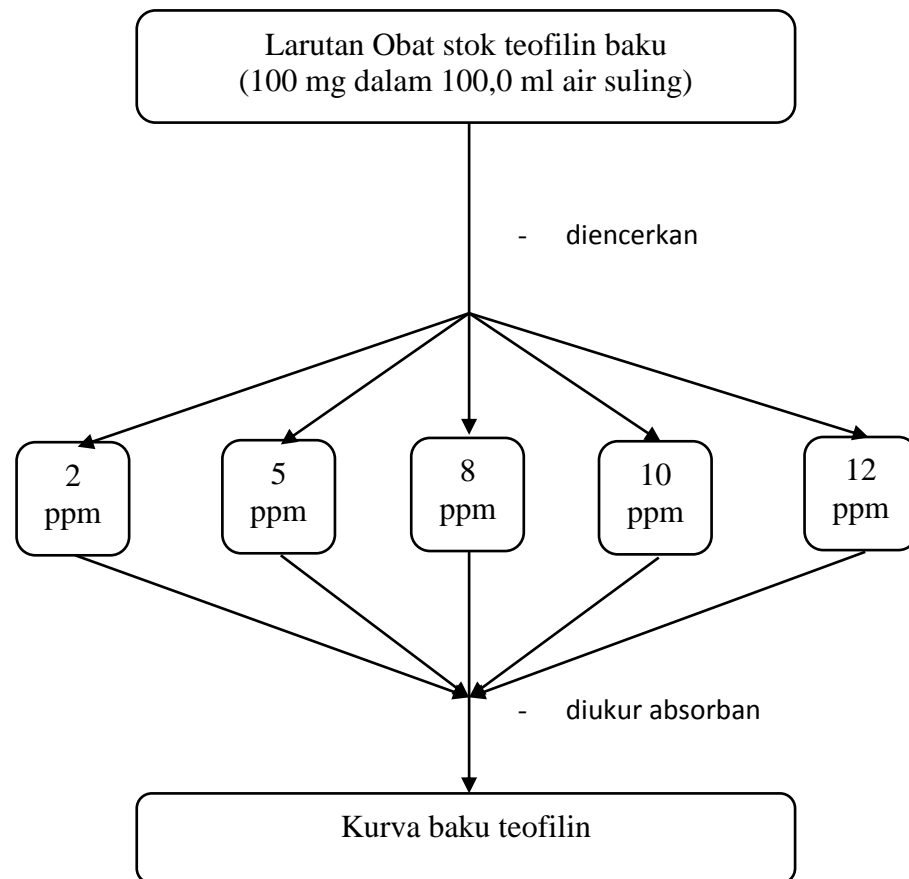 Larutan Obat stok teofilin baku
(100 mg dalam 100,0 ml air suling)
- diencerkan
2
ppm
5
ppm
8
ppm
10
ppm
12
ppm
- diukur absorban
Kurva baku teofilin